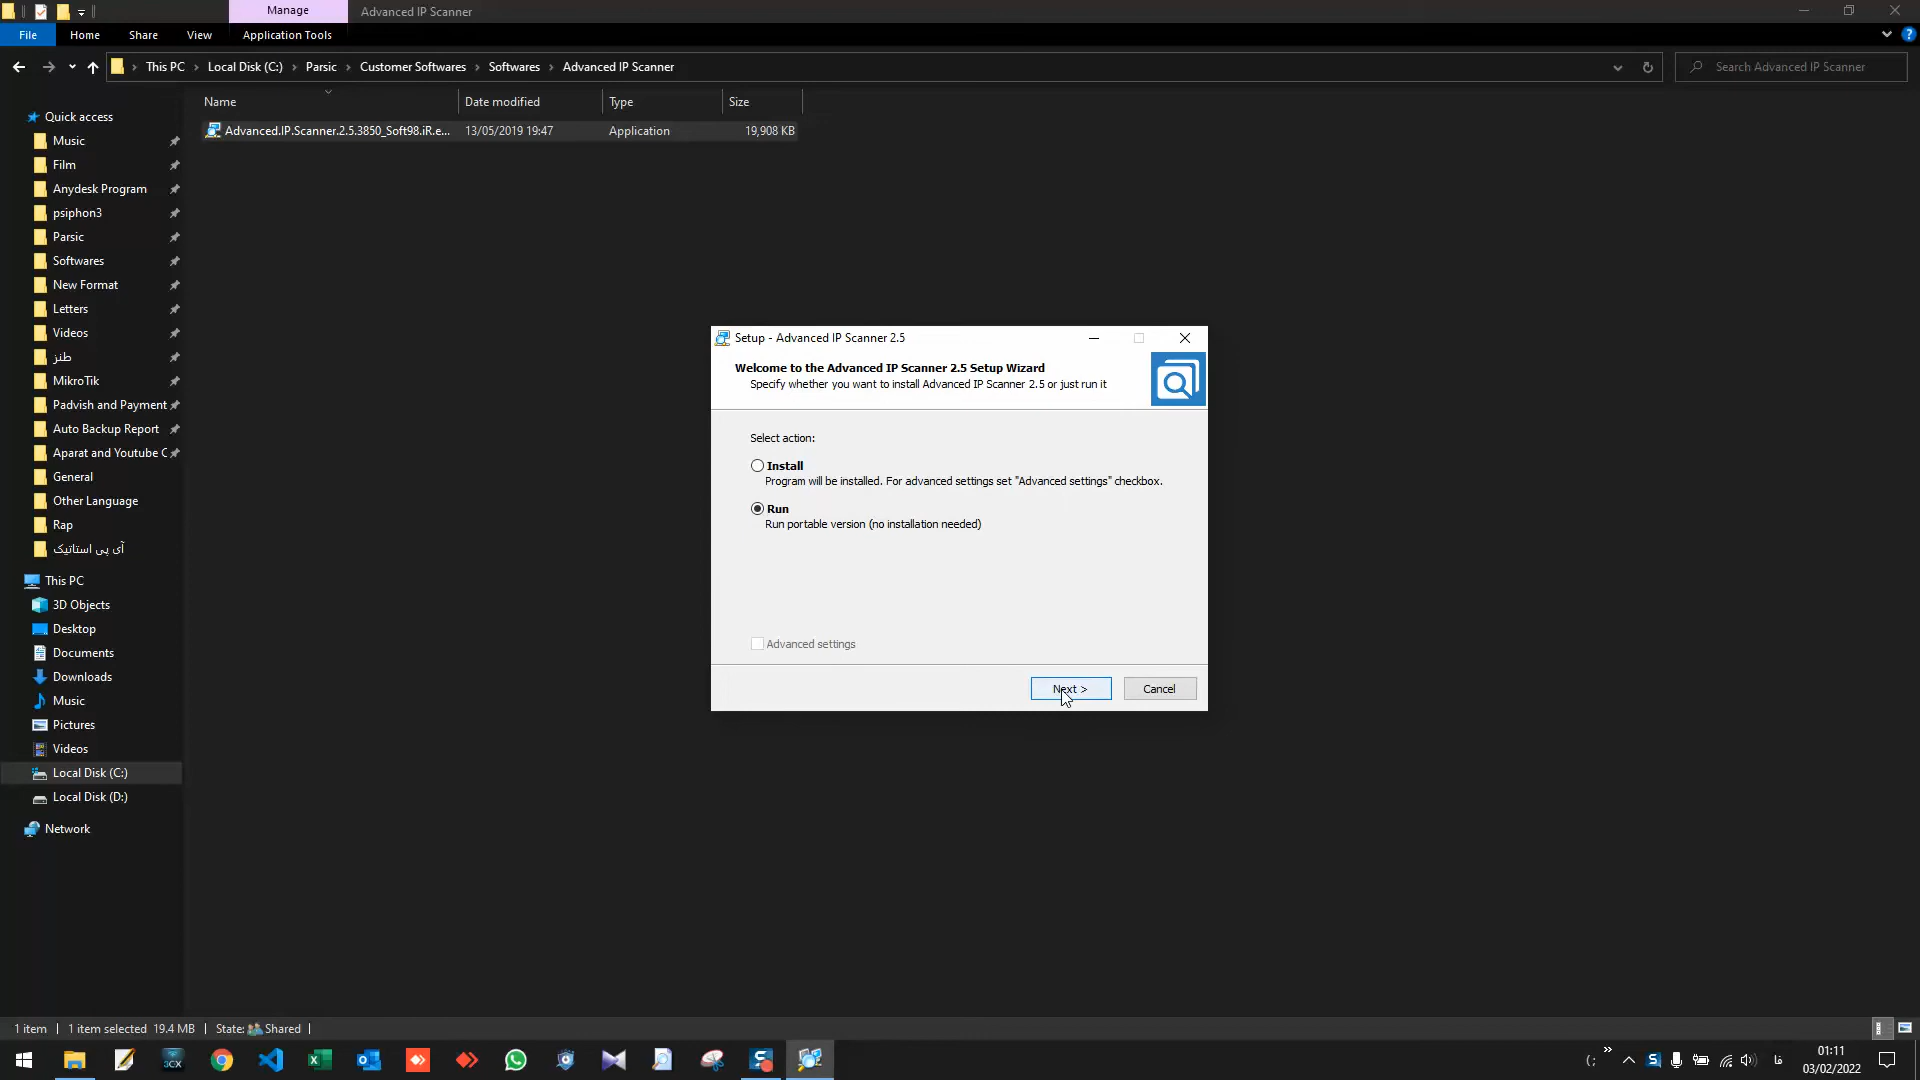 Manage
Advanced IP Scanner
File
Home
Share
View
Application Tools
This PC
Local Disk (C:)
Parsic
Customer Softwares
Softwares
Advanced IP Scanner
Search Advanced IP Scanner
Name
Date modified
Type
Size
Advanced.IP.Scanner.2.5.3850_Soft98.iR.e...
13/05/2019 19:47
Application
19,908 KB
Quick access
Music
Film
Anydesk Program
psiphon3
Parsic
Softwares
New Format
Letters
Videos
طنز
MikroTik
Padvish and Payment
Auto Backup Report
Aparat and Youtube C
General
Other Language
Rap
آی پی استاتیک
This PC
3D Objects
Desktop
Documents
Downloads
Music
Pictures
Videos
Local Disk (C:)
Local Disk (D:)
Network
Setup - Advanced IP Scanner 2.5
Welcome to the Advanced IP Scanner 2.5 Setup Wizard
Specify whether you want to install Advanced IP Scanner 2.5 or just run it
Select action:
Install
Program will be installed. For advanced settings set "Advanced settings" checkbox.
Run
Run portable version (no installation needed)
Advanced settings
Next >
Cancel
1 item
1 item selected 19.4 MB
State: Shared
3CX
(;
فا
01:11
03/02/2022